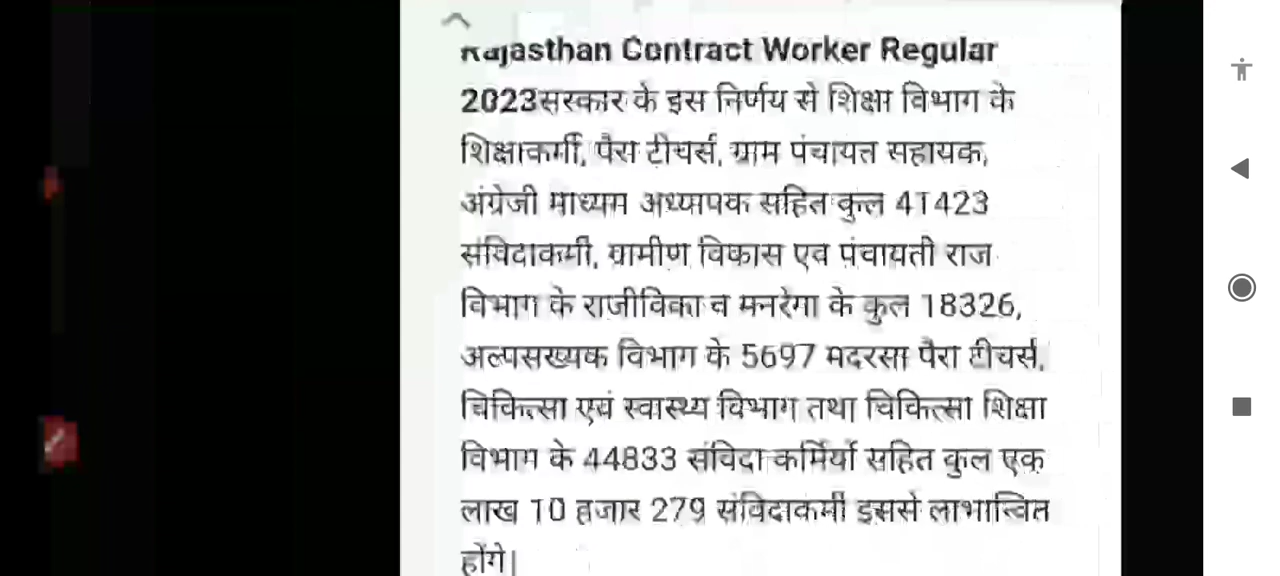 Rajasthan Contract Worker Regular
2023सरकार के इस निर्णय से शिक्षा विभाग के
शिक्षाकर्मी, पैरा टीचर्स, ग्राम पंचायत सहायक,
अंग्रेजी माध्यम अध्यापक सहित कुल 41423
संविदाकर्मी, ग्रामीण विकास एवं पंचायती राज
विभाग के राजीविका व मनरेगा के कुल 18326,
अल्पसंख्यक विभाग के 5697 मदरसा पैरा टीचर्स,
चिकित्सा एवं स्वास्थ्य विभाग तथा चिकित्सा शिक्षा
विभाग के 44833 संविदा कर्मियों सहित कुल एक
लाख 10 हजार 279 संविदाकर्मी इससे लाभान्वित
होंगे|